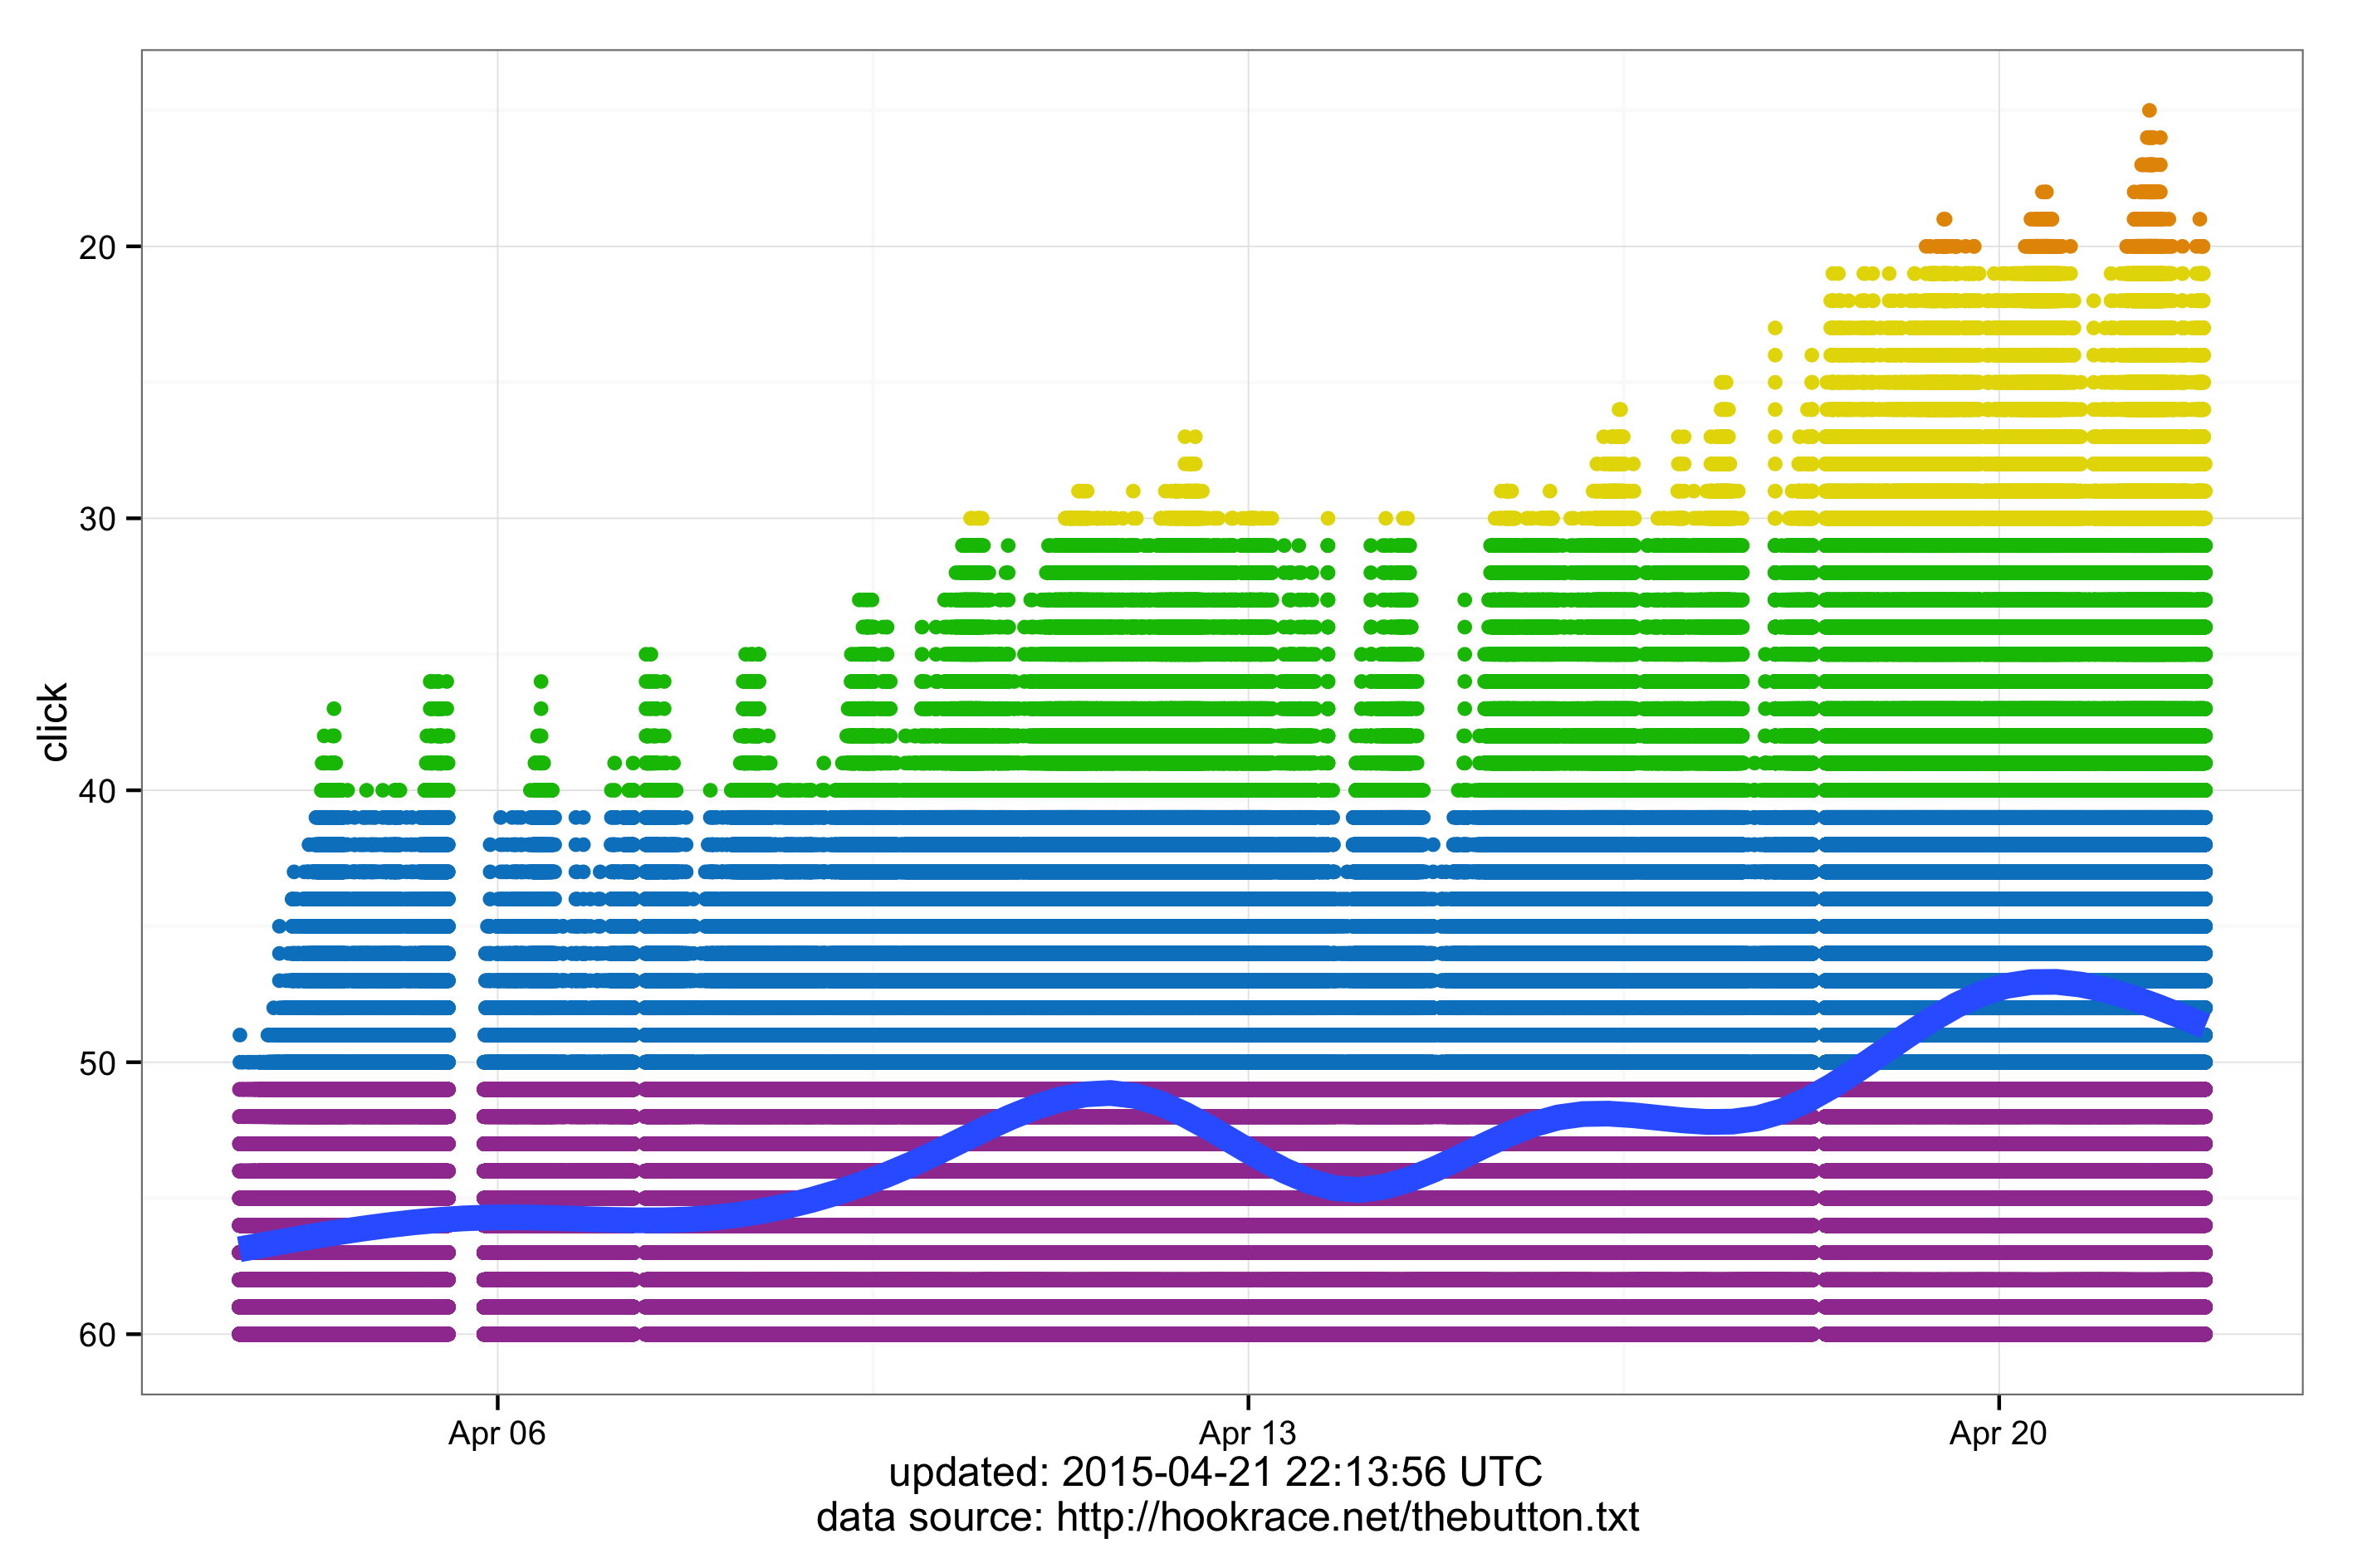 click
20
30
40
50
60
Apr 06
Apr 13
Apr 20
updated: 2015-04-21 22:13:56 UTC
data source: http://hookrace.net/thebutton.txt